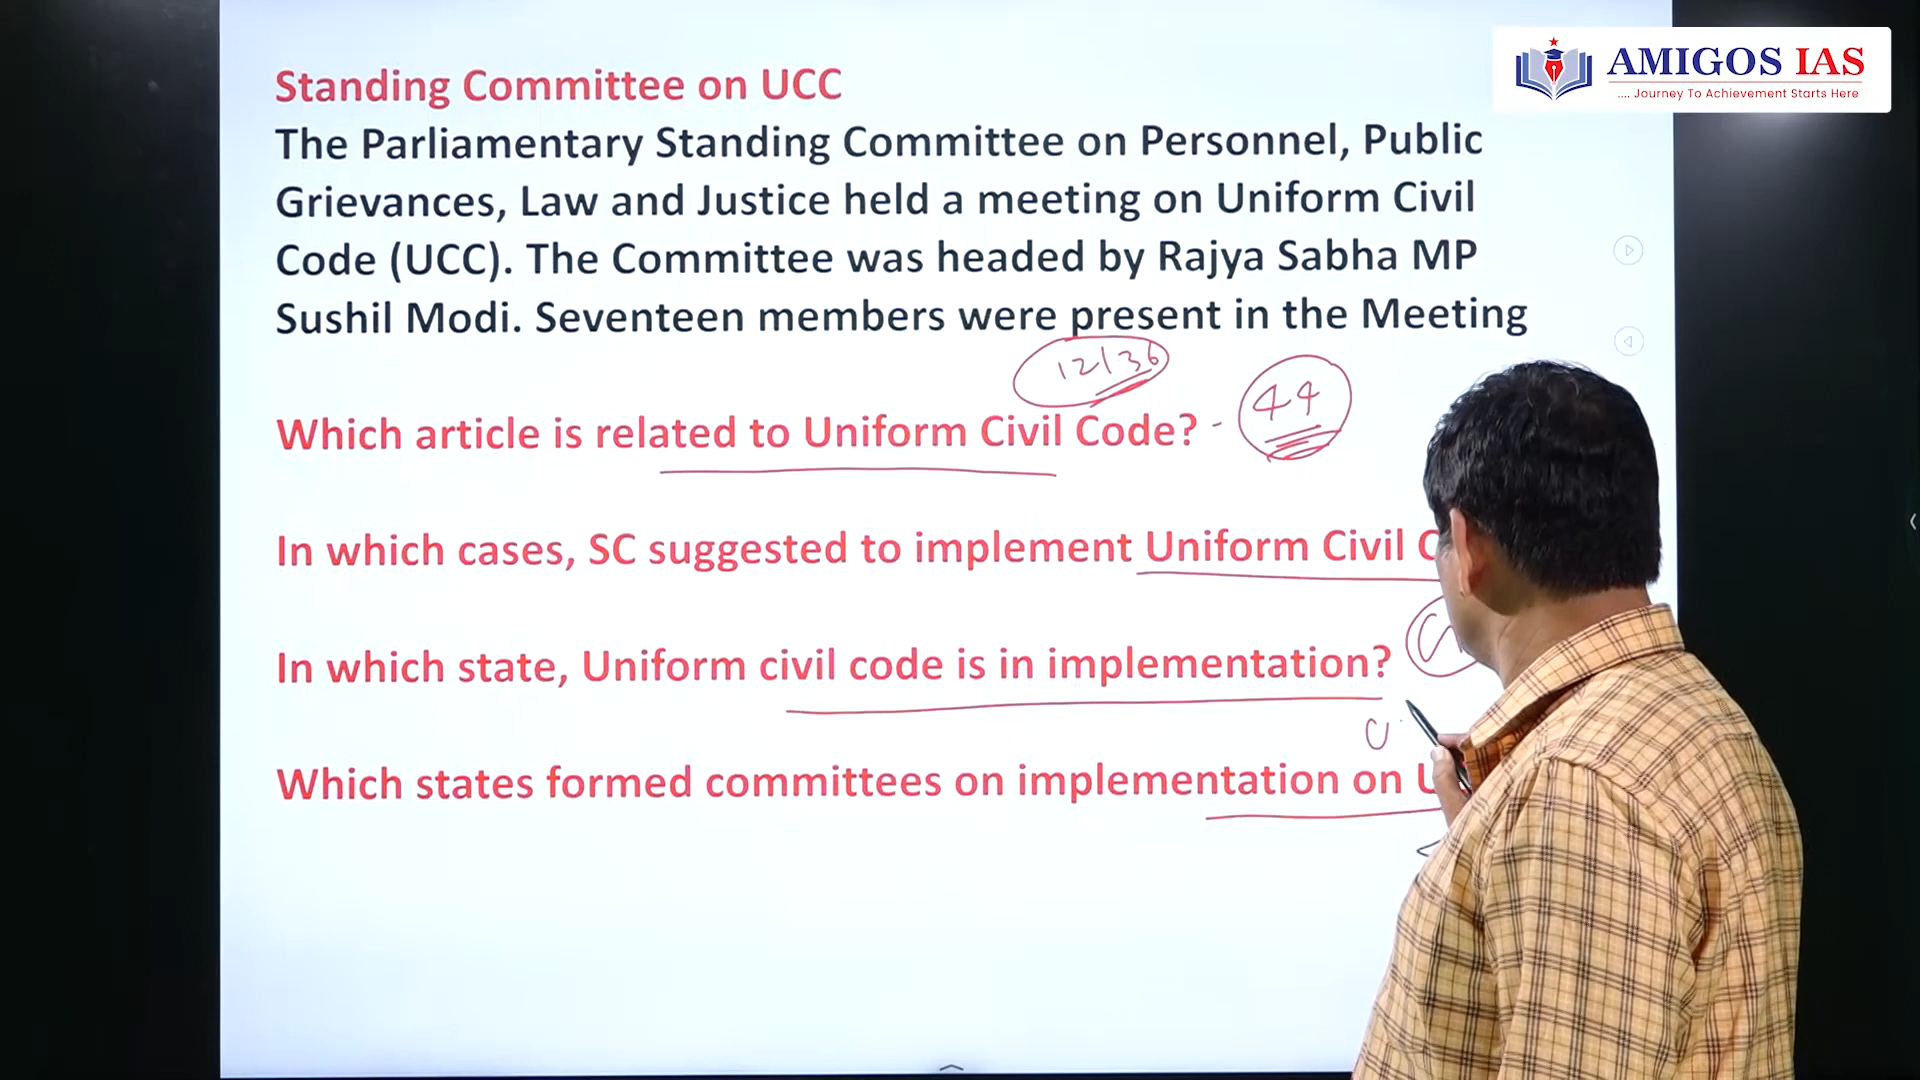 AMIGOS IAS
.... Journey To Achievement Starts Here
Standing Committee on UCC
The Parliamentary Standing Committee on Personnel, Public
Grievances, Law and Justice held a meeting on Uniform Civil
Code (UCC). The Committee was headed by Rajya Sabha MP
Sushil Modi. Seventeen members were present in the Meeting
12/36
Which article is related to Uniform Civil Code? - 44
In which cases, SC suggested to implement Uniform Civil C
In which state, Uniform civil code is in implementation?
U
Which states formed committees on implementation on U